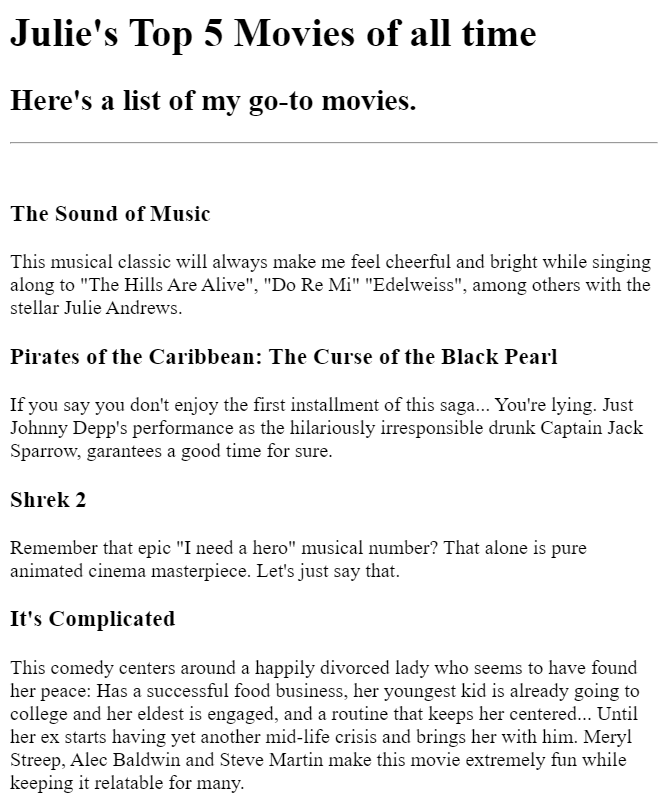 Julie's Top 5 Movies of all time
Here's a list of my go-to movies.
The Sound of Music
This musical classic will always make me feel cheerful and bright while singing
along to "The Hills Are Alive", "Do Re Mi" "Edelweiss", among others with the
stellar Julie Andrews.
Pirates of the Caribbean: The Curse of the Black Pearl
If you say you don't enjoy the first installment of this saga... You're lying. Just
Johnny Depp's performance as the hilariously irresponsible drunk Captain Jack
Sparrow, garantees a good time for sure.
Shrek 2
Remember that epic "I need a hero" musical number? That alone is pure
animated cinema masterpiece. Let's just say that.
It's Complicated
This comedy centers around a happily divorced lady who seems to have found
her peace: Has a successful food business, her youngest kid is already going to
college and her eldest is engaged, and a routine that keeps her centered... Until
her ex starts having yet another mid-life crisis and brings her with him. Meryl
Streep, Alec Baldwin and Steve Martin make this movie extremely fun while
keeping it relatable for many.